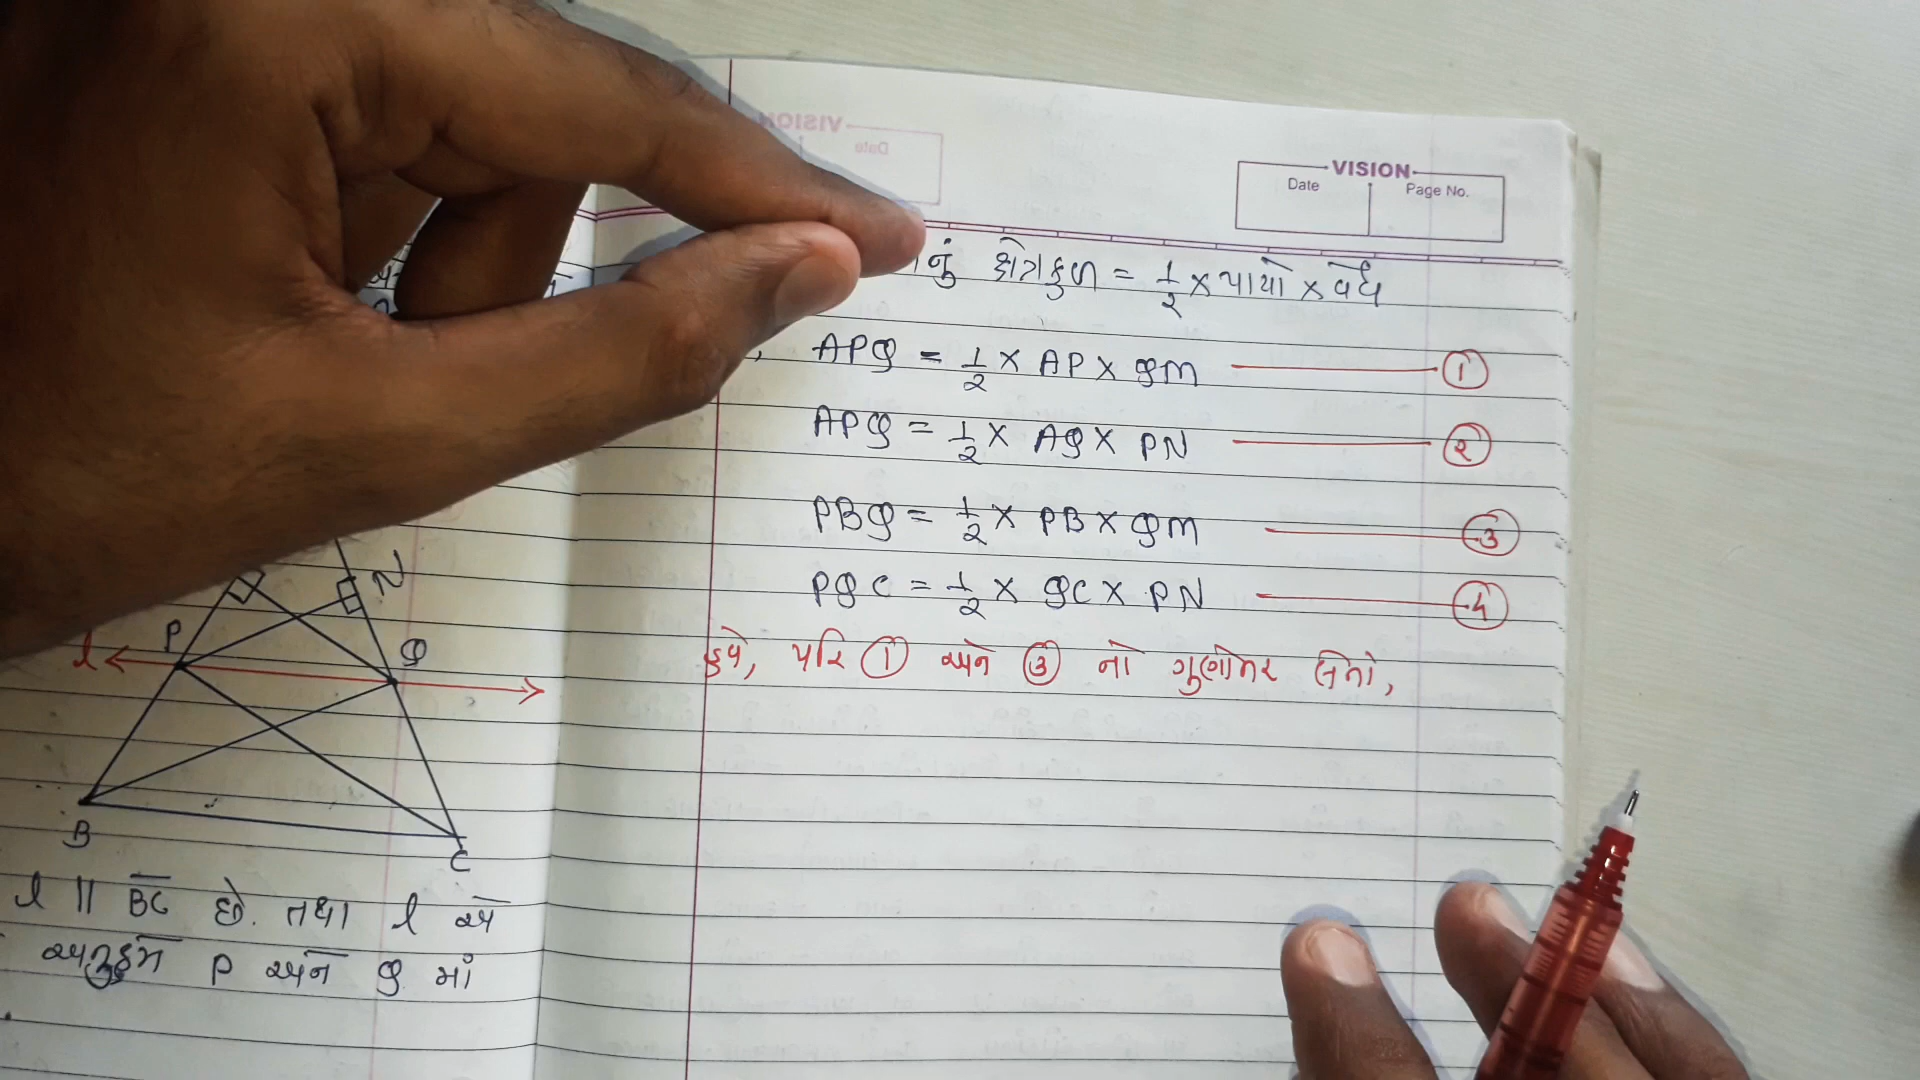 N
P
Q
l
B
C
l || BC છે. તથા l એ
અનુક્રમે P અને Q માં
VISION
Date
VISION
Date Page No.
નું ક્ષેત્રફળ = 1/2 × પાયો × વેધ
, APQ = 1/2 × AP × QM ①
APQ = 1/2 × AQ × PN ②
PBQ = 1/2 × PB × QM ③
PQC = 1/2 × QC × PN ④
હવે, પરિ ① અને ③ નો ગુણોત્તર લેતાં,